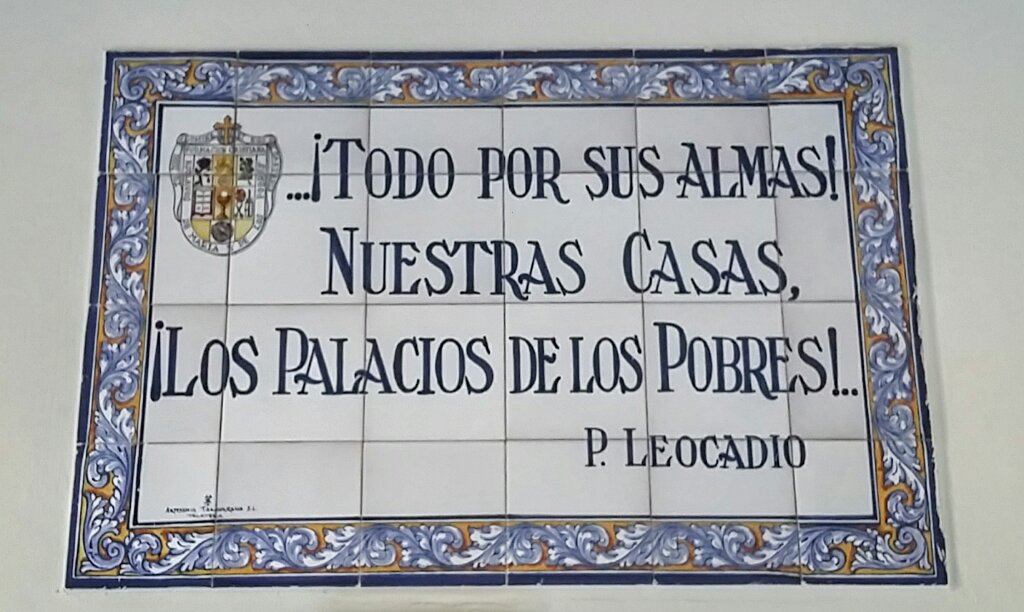 ...¡TODO POR SUS ALMAS!
NUESTRAS CASAS,
¡LOS PALACIOS DE LOS POBRES!..
P. LEOCADIO